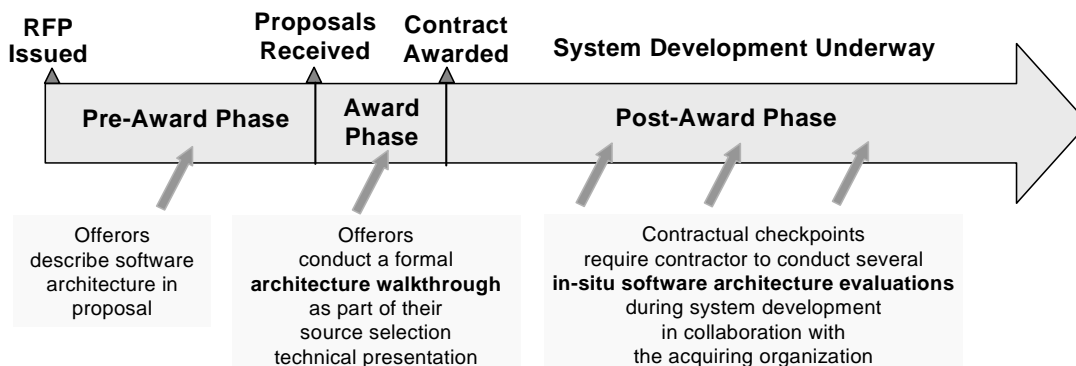 RFP
Issued
Proposals
Received
Contract
Awarded
System Development Underway
Pre-Award Phase
Award
Phase
Post-Award Phase
Offerors
describe software
architecture in
proposal
Offerors
conduct a formal
architecture walkthrough
as part of their
source selection
technical presentation
Contractual checkpoints
require contractor to conduct several
in-situ software architecture evaluations
during system development
in collaboration with
the acquiring organization